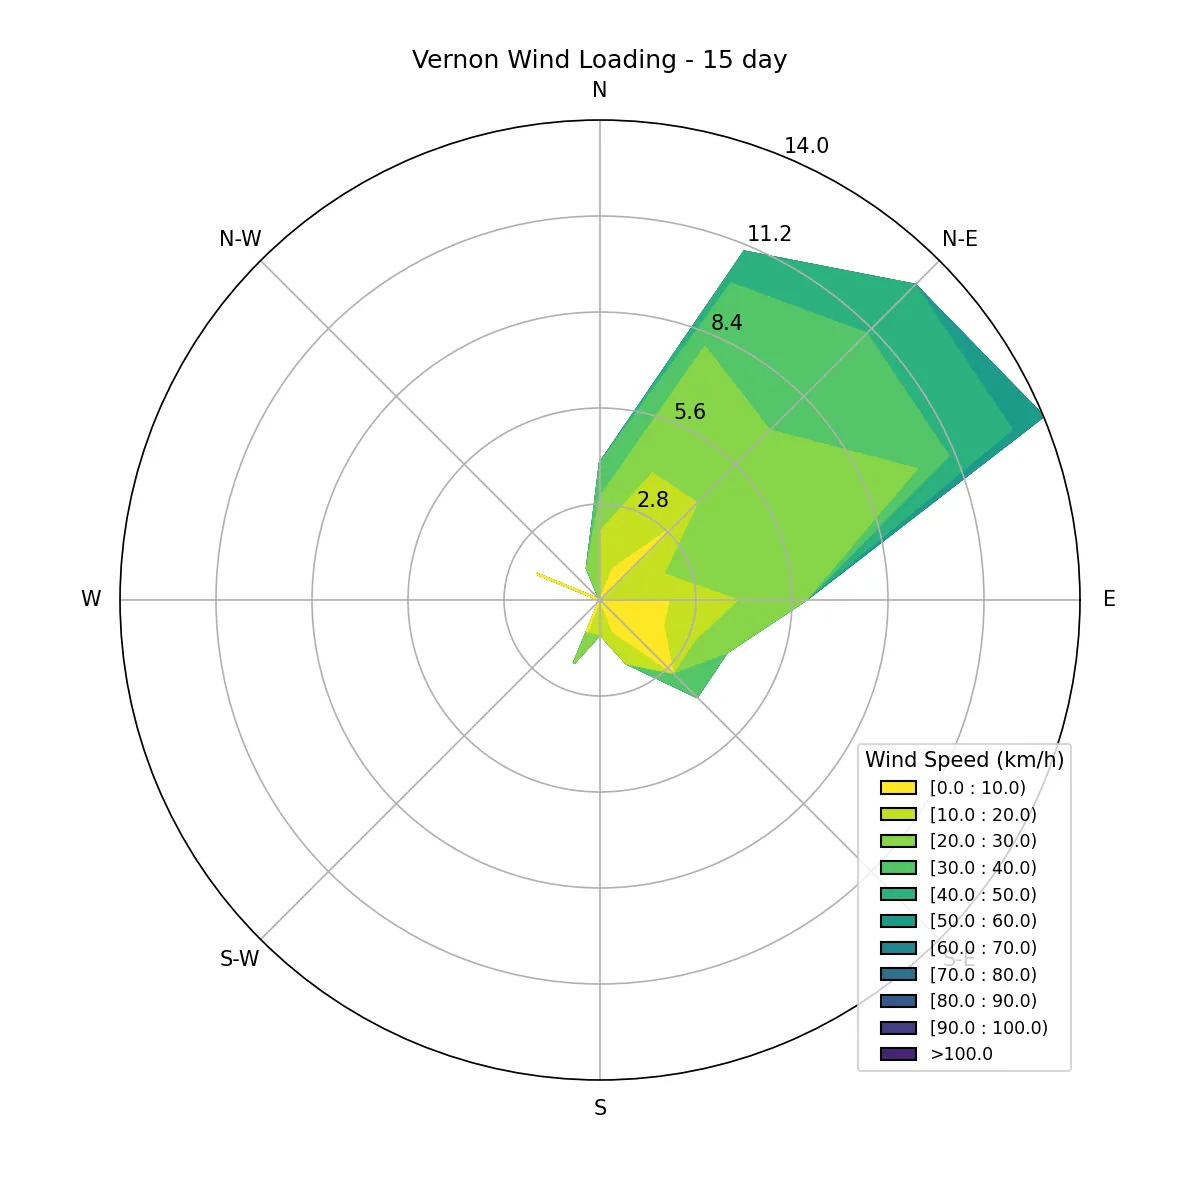 Vernon Wind Loading - 15 day
N
14.0
11.2
N-W
N-E
8.4
5.6
2.8
W
E
Wind Speed (km/h)
[0.0 : 10.0)
[10.0 : 20.0)
[20.0 : 30.0)
[30.0 : 40.0)
[40.0 : 50.0)
[50.0 : 60.0)
[60.0 : 70.0)
[70.0 : 80.0)
[80.0 : 90.0)
[90.0 : 100.0)
>100.0
S-W
S-E
S